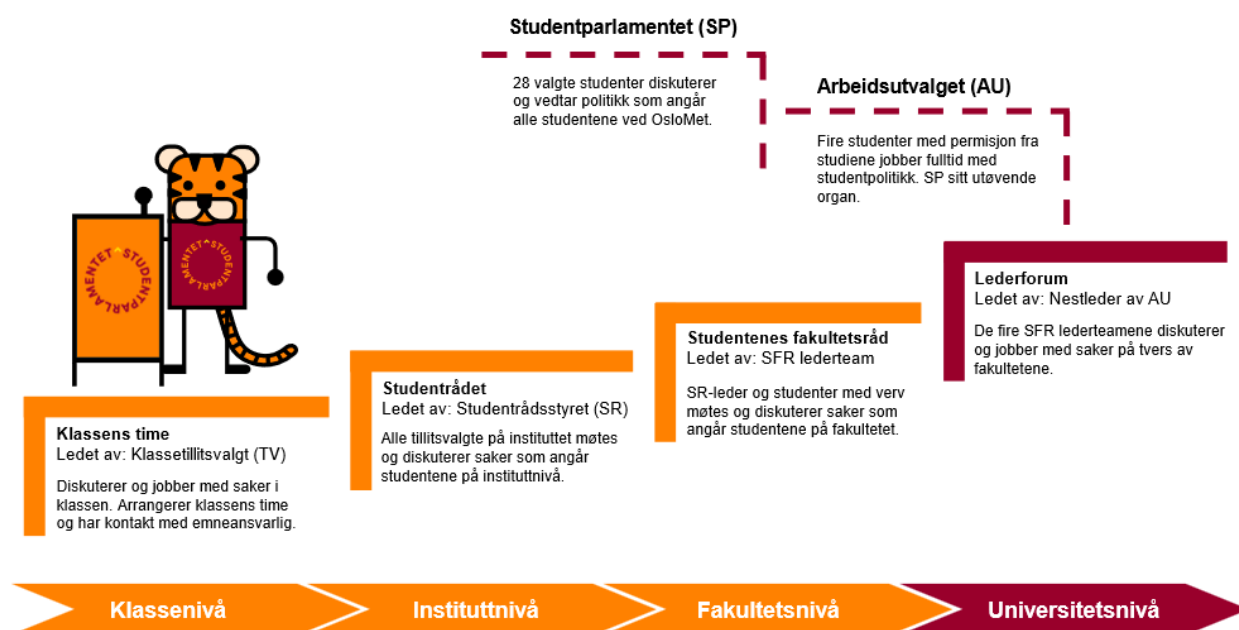 Studentparlamentet (SP)
28 valgte studenter diskuterer
og vedtar politikk som angår
alle studentene ved OsloMet.
Arbeidsutvalget (AU)
Fire studenter med permisjon fra
studiene jobber fulltid med
studentpolitikk. SP sitt utøvende
organ.
STUDENTPARLAMENTET
STUDENTPARLAMENTET
Klassens time
Ledet av: Klassetillitsvalgt (TV)
Diskuterer og jobber med saker i
klassen. Arrangerer klassens time
og har kontakt med emneansvarlig.
Studentrådet
Ledet av: Studentrådsstyret (SR)
Alle tillitsvalgte på instituttet møtes
og diskuterer saker som angår
studentene på instituttnivå.
Studentenes fakultetsråd
Ledet av: SFR lederteam
SR-leder og studenter med verv
møtes og diskuterer saker som
angår studentene på fakultetet.
Lederforum
Ledet av: Nestleder av AU
De fire SFR lederteamene diskuterer
og jobber med saker på tvers av
fakultetene.
Klassenivå
Instituttnivå
Fakultetsnivå
Universitetsnivå